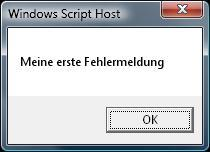 Windows Script Host
Meine erste Fehlermeldung
OK